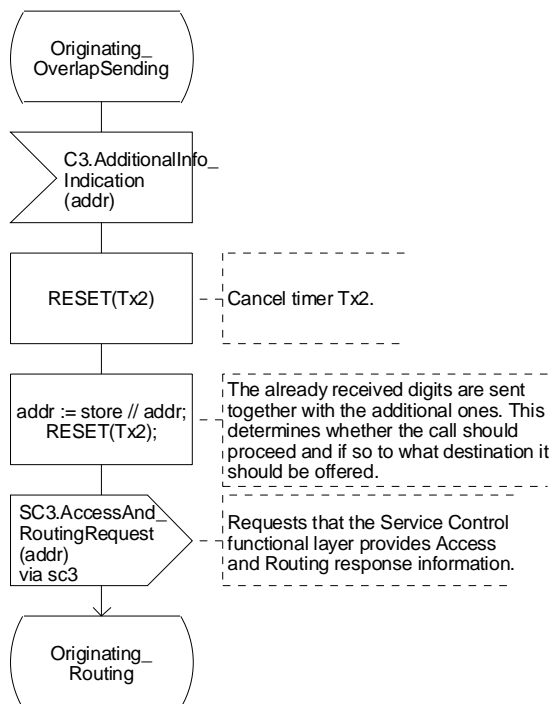 Originating_
OverlapSending
C3.AdditionalInfo_
Indication
(addr)
RESET(Tx2)
Cancel timer Tx2.
addr := store // addr;
RESET(Tx2);
The already received digits are sent
together with the additional ones. This
determines whether the call should
proceed and if so to what destination it
should be offered.
SC3.AccessAnd_
RoutingRequest
(addr)
via sc3
Requests that the Service Control
functional layer provides Access
and Routing response information.
Originating_
Routing